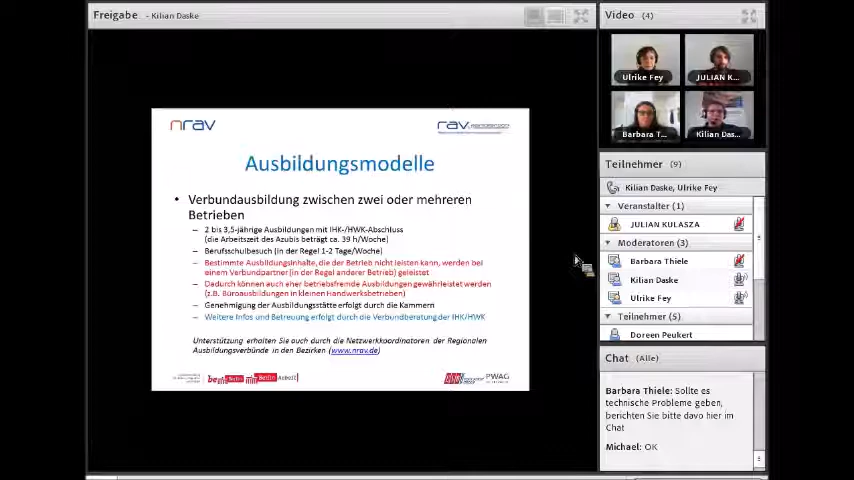 Freigabe - Kilian Daske
nrav
rav
Ausbildungsmodelle
• Verbundausbildung zwischen zwei oder mehreren
Betrieben
– 2 bis 3,5-jährige Ausbildungen mit IHK-/HWK-Abschluss
(die Arbeitszeit des Azubis beträgt ca. 39 h/Woche)
– Berufsschulbesuch (in der Regel 1-2 Tage/Woche)
– Bestimmte Ausbildungsinhalte, die der Betrieb nicht leisten kann, werden bei
einem Verbundpartner (in der Regel anderer Betrieb) geleistet
– Dadurch können auch eher betriebsfremde Ausbildungen gewährleistet werden
(z.B. Büroausbildungen in kleinen Handwerksbetrieben)
– Genehmigung der Ausbildungsstätte erfolgt durch die Kammern
– Weitere Infos und Betreuung erfolgt durch die Verbundberatung der IHK/HWK
Unterstützung erhalten Sie auch durch die Netzwerkkoordinatoren der Regionalen
Ausbildungsverbünde in den Bezirken (www.nrav.de)
PWAG
Video (4)
Ulrike Fey
JULIAN K...
Barbara T...
Kilian Das...
Teilnehmer (9)
Kilian Daske, Ulrike Fey
Veranstalter (1)
JULIAN KULASZA
Moderatoren (3)
Barbara Thiele
Kilian Daske
Ulrike Fey
Teilnehmer (5)
Doreen Peukert
Chat (Alle)
Barbara Thiele: Sollte es
technische Probleme geben,
berichten Sie bitte davo hier im
Chat
Michael: OK